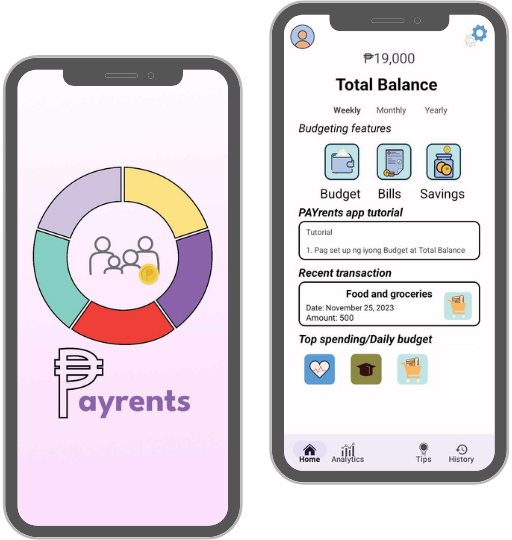 ₱
₱ayrents
₱19,000
Total Balance
Weekly Monthly Yearly
Budgeting features
Budget Bills Savings
PAYrents app tutorial
Tutorial
1. Pag set up ng iyong Budget at Total Balance
Recent transaction
Food and groceries
Date: November 25, 2023
Amount: 500
Top spending/Daily budget
Home Analytics Tips History